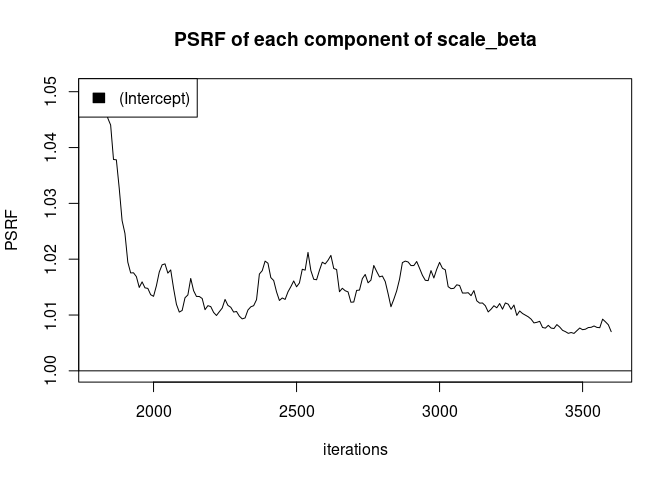 PSRF of each component of scale_beta
(Intercept)
1.05
1.04
1.03
1.02
1.01
1.00
PSRF
2000
2500
3000
3500
iterations